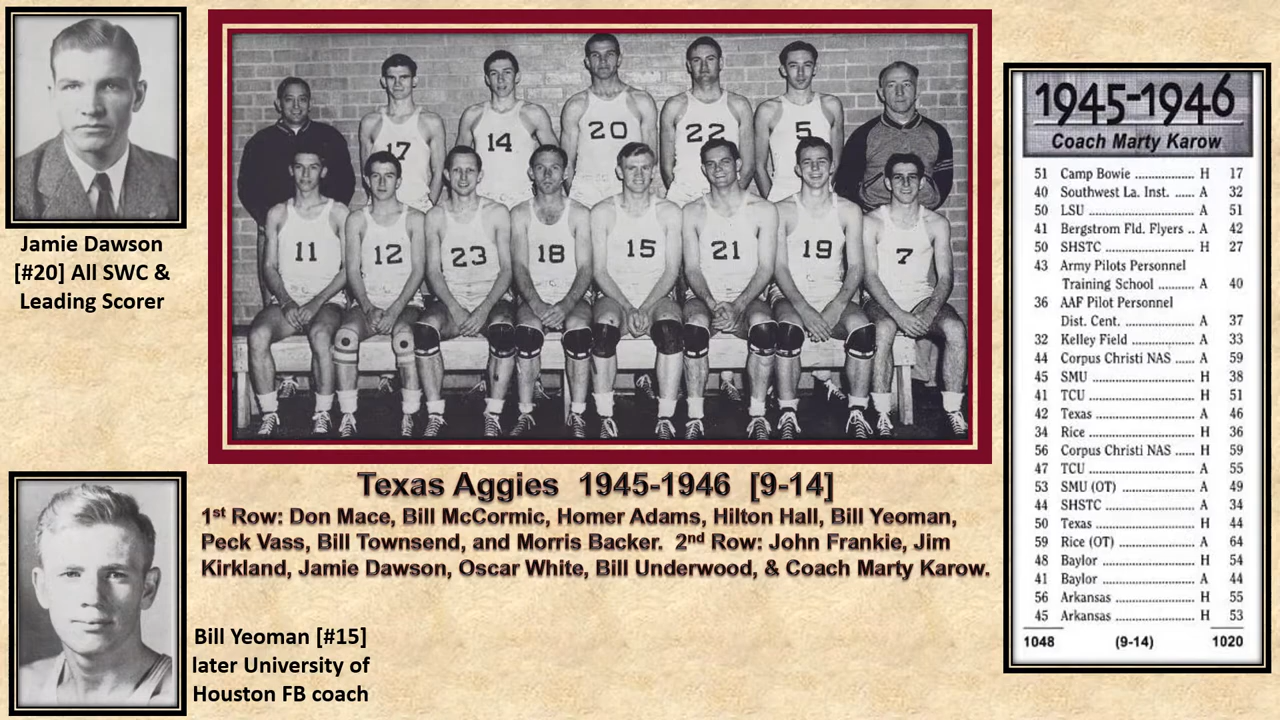 Jamie Dawson
[#20] All SWC &
Leading Scorer
17
14
20
22
5
11
12
23
18
15
21
19
7
Texas Aggies 1945-1946 [9-14]
1st Row: Don Mace, Bill McCormic, Homer Adams, Hilton Hall, Bill Yeoman,
Peck Vass, Bill Townsend, and Morris Backer. 2nd Row: John Frankie, Jim
Kirkland, Jamie Dawson, Oscar White, Bill Underwood, & Coach Marty Karow.
Bill Yeoman [#15]
later University of
Houston FB coach
1945-1946
Coach Marty Karow
51 Camp Bowie ........ H 17
40 Southwest La. Inst. ...... A 32
50 LSU ........ A 51
41 Bergstrom Fld. Flyers .. A 42
50 SHSTC ........ H 27
43 Army Pilots Personnel
Training School ........ A 40
36 AAF Pilot Personnel
Dist. Cent. ........ A 37
32 Kelley Field ........ A 33
44 Corpus Christi NAS ...... A 59
45 SMU ........ H 38
41 TCU ........ H 51
42 Texas ........ A 46
34 Rice ........ H 36
56 Corpus Christi NAS ...... H 59
47 TCU ........ A 55
53 SMU (OT) ........ A 49
44 SHSTC ........ A 34
50 Texas ........ H 44
59 Rice (OT) ........ A 64
48 Baylor ........ H 54
41 Baylor ........ A 44
56 Arkansas ........ H 55
45 Arkansas ........ H 53
1048 (9-14) 1020